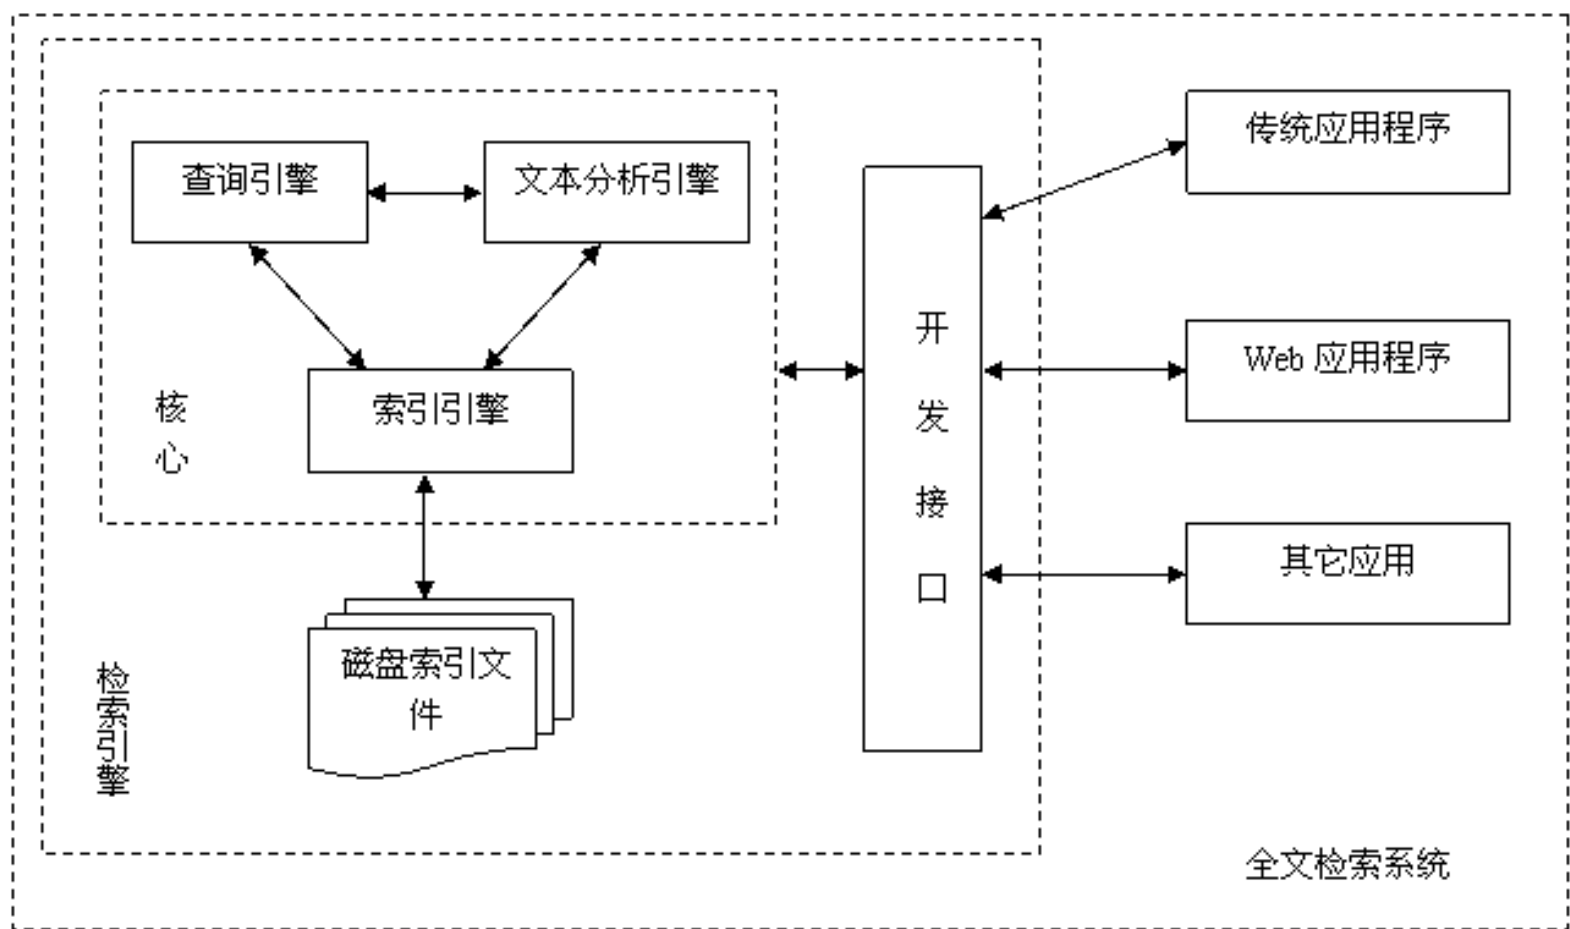 查询引擎
文本分析引擎
索引引擎
核
心
磁盘索引文
件
检
索
引
擎
开
发
接
口
传统应用程序
Web 应用程序
其它应用
全文检索系统